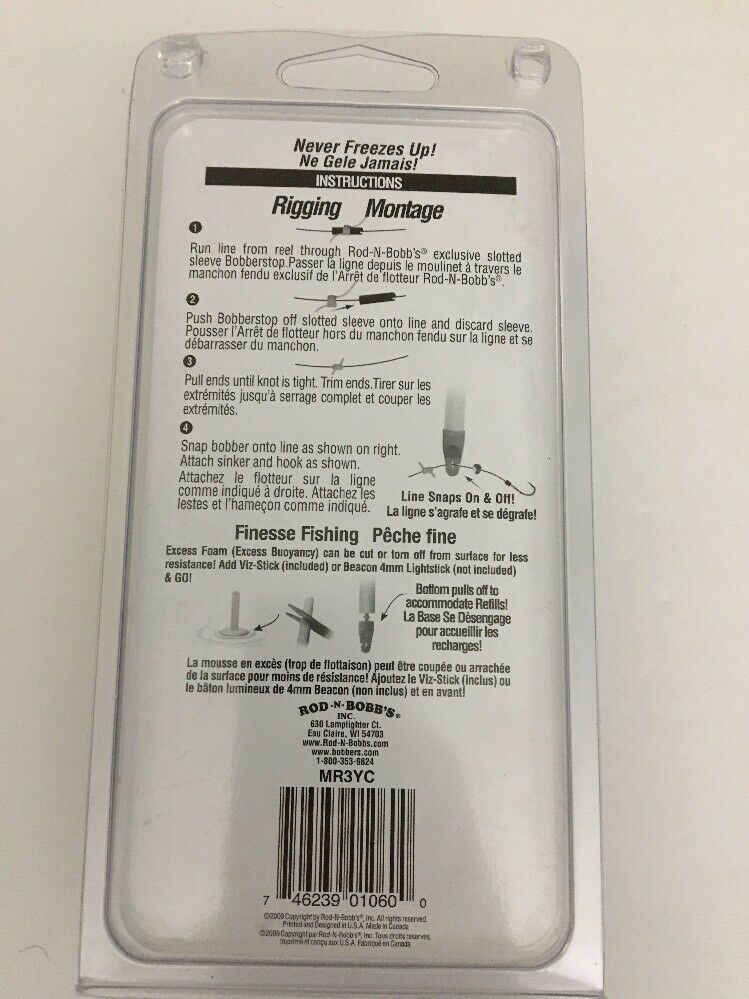 Never Freezes Up!
Ne Gele Jamais!
INSTRUCTIONS
Rigging Montage
1
Run line from reel through Rod-N-Bobb's® exclusive slotted
sleeve Bobberstop.Passer la ligne depuis le moulinet à travers le
manchon fendu exclusif de l'Arrêt de flotteur Rod-N-Bobb's®.
2
Push Bobberstop off slotted sleeve onto line and discard sleeve.
Pousser l'Arrêt de flotteur hors du manchon fendu sur la ligne et se
débarrasser du manchon.
3
Pull ends until knot is tight. Trim ends.Tirer sur les
extrémités jusqu'à serrage complet et couper les
extrémités.
4
Snap bobber onto line as shown on right.
Attach sinker and hook as shown.
Attachez le flotteur sur la ligne
comme indiqué à droite. Attachez les
lestes et l'hameçon comme indiqué.
Line Snaps On & Off!
La ligne s'agrafe et se dégrafe!
Finesse Fishing Pêche fine
Excess Foam (Excess Buoyancy) can be cut or torn off from surface for less
resistance! Add Viz-Stick (included) or Beacon 4mm Lightstick (not included)
& GO!
Bottom pulls off to
accommodate Refills!
La Base Se Dèsengage
pour accueillir les
recharges!
La mousse en excès (trop de flottaison) peut être coupée ou arrachée
de la surface pour moins de résistance! Ajoutez le Viz-Stick (inclus) ou
le bâton lumineux de 4mm Beacon (non inclus) et en avant!
ROD-N-BOBB'S®
INC.
630 Lamplighter Ct.
Eau Claire, WI 54703
www.Rod-N-Bobbs.com
www.bobbers.com
1-800-353-9824
MR3YC
7 46239 01060 0
©2009 Copyright by Rod-N-Bobb's®, Inc. All rights reserved.
Printed and Designed in U.S.A. Made in Canada
©2009 Copyright par Rod-N-Bobb's®, Inc. Tous droits reserves.
Imprimé et conçu aux U.S.A. Fabriqué en Canada